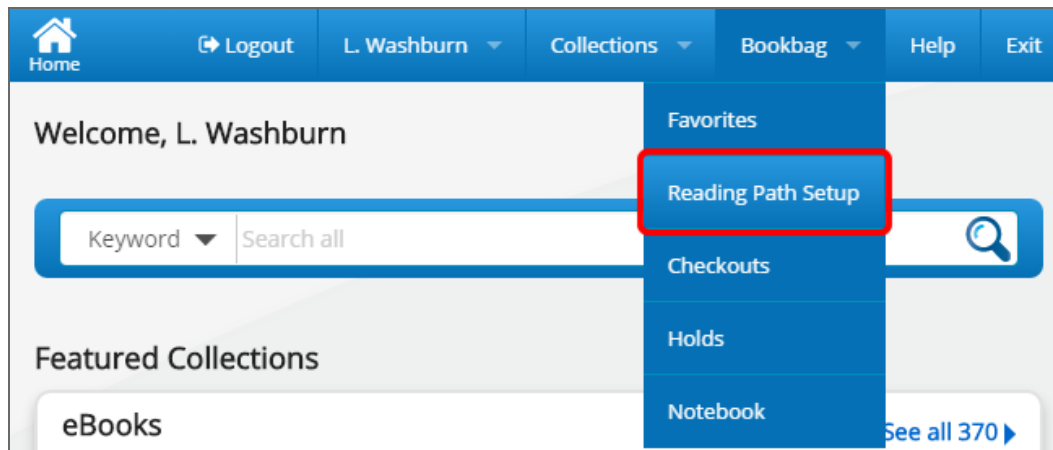 Home
Logout
L. Washburn
Collections
Bookbag
Help
Exit
Favorites
Reading Path Setup
Checkouts
Holds
Notebook
Welcome, L. Washburn
Keyword
Search all
Featured Collections
eBooks
See all 370